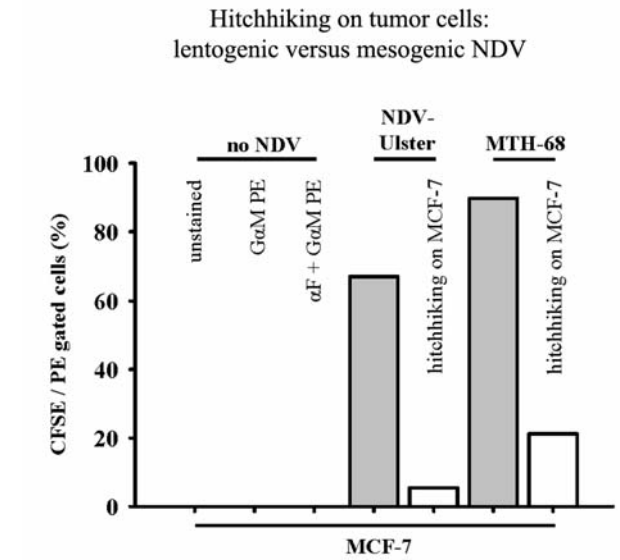 Hitchhiking on tumor cells:
lentogenic versus mesogenic NDV
no NDV
NDV-
Ulster
MTH-68
100
80
60
40
20
0
CFSE / PE gated cells (%)
unstained
GαM PE
αF + GαM PE
hitchhiking on MCF-7
hitchhiking on MCF-7
MCF-7